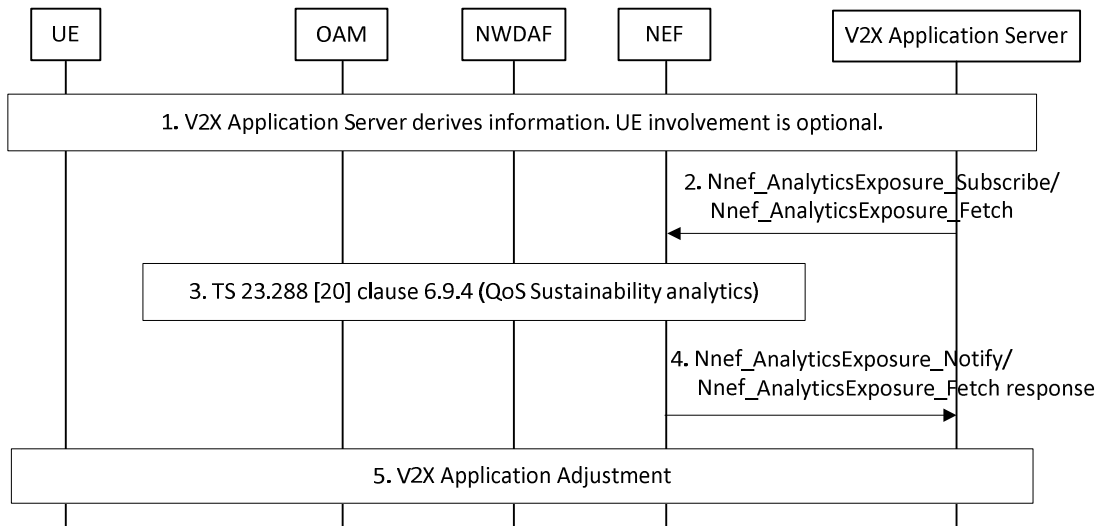 UE
OAM
NWDAF
NEF
V2X Application Server
1. V2X Application Server derives information. UE involvement is optional.
2. Nnef_AnalyticsExposure_Subscribe/
Nnef_AnalyticsExposure_Fetch
3. TS 23.288 [20] clause 6.9.4 (QoS Sustainability analytics)
4. Nnef_AnalyticsExposure_Notify/
Nnef_AnalyticsExposure_Fetch response
5. V2X Application Adjustment